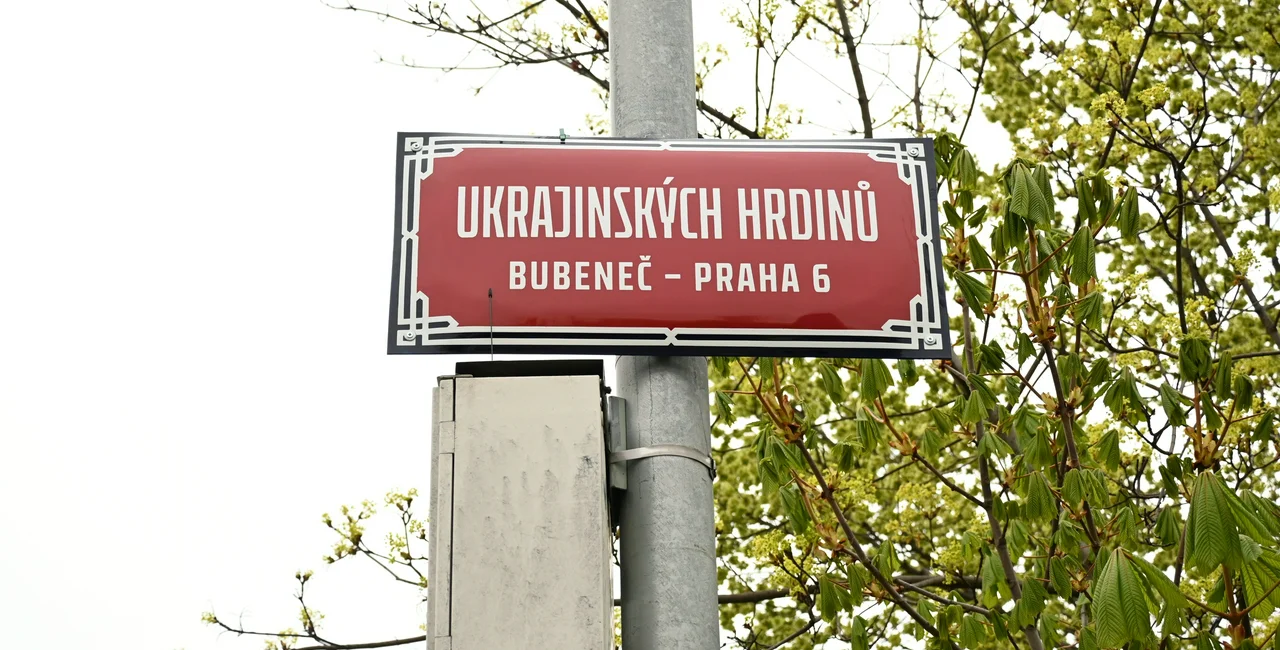 UKRAJINSKÝCH HRDINŮ
BUBENEČ – PRAHA 6